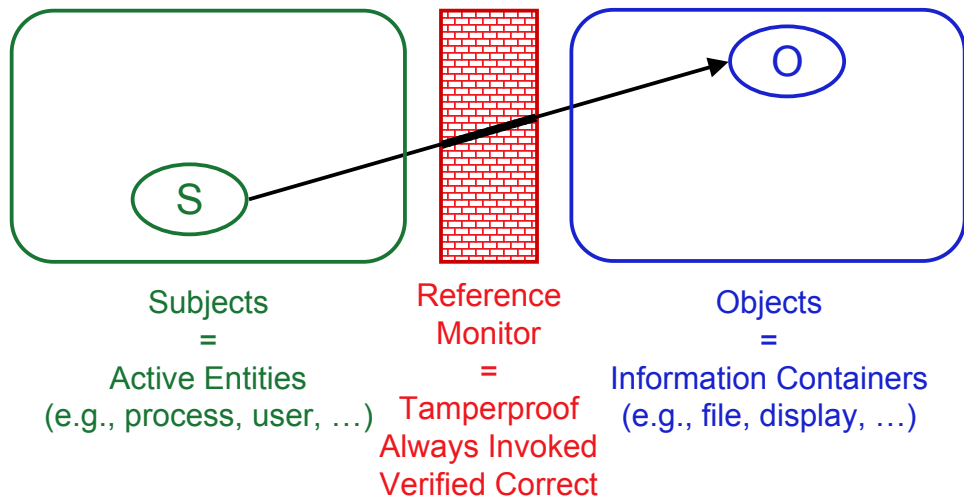 S
O
Subjects
=
Active Entities
(e.g., process, user, …)
Reference
Monitor
=
Tamperproof
Always Invoked
Verified Correct
Objects
=
Information Containers
(e.g., file, display, …)